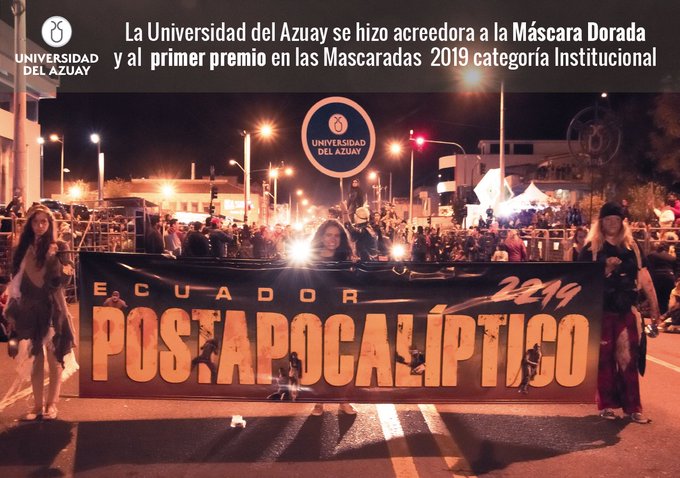 La Universidad del Azuay se hizo acreedora a la Máscara Dorada
y al primer premio en las Mascaradas 2019 categoría Institucional
UNIVERSIDAD
DEL AZUAY
UNIVERSIDAD
DEL AZUAY
ECUADOR 2219
POSTAPOCALÍPTICO